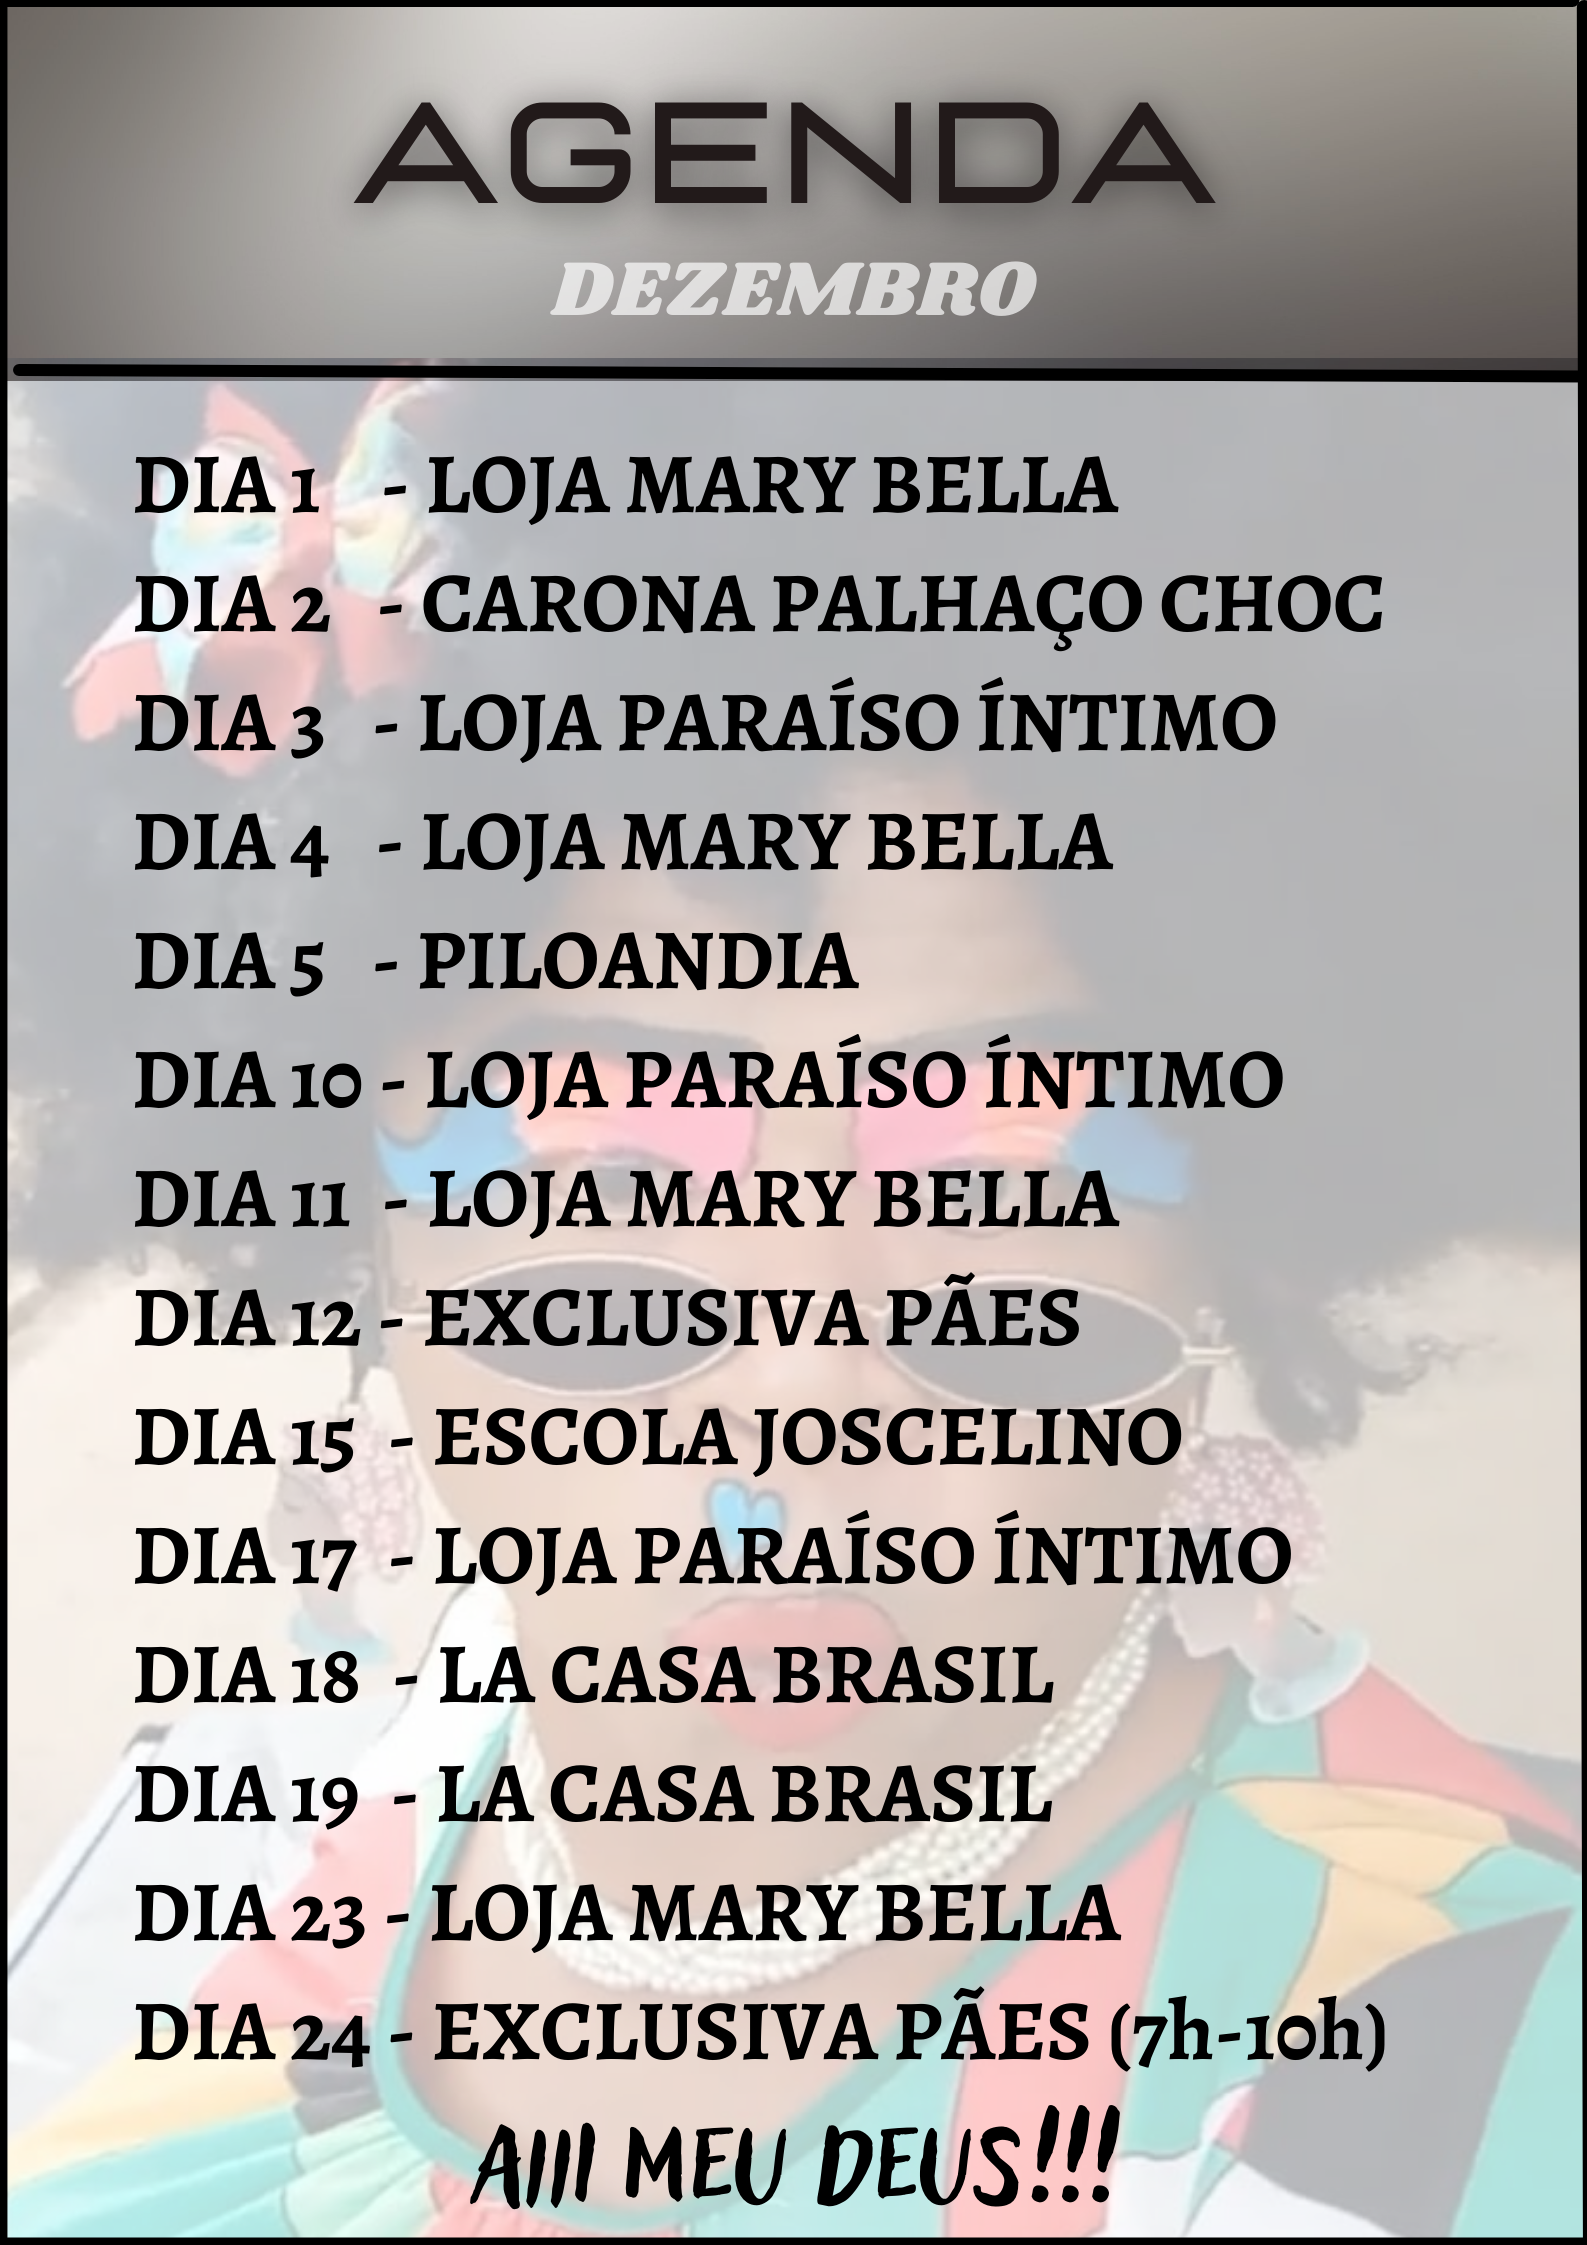 AGENDA
DEZEMBRO
DIA 1 - LOJA MARY BELLA
DIA 2 - CARONA PALHAÇO CHOC
DIA 3 - LOJA PARAÍSO ÍNTIMO
DIA 4 - LOJA MARY BELLA
DIA 5 - PILOANDIA
DIA 10 - LOJA PARAÍSO ÍNTIMO
DIA 11 - LOJA MARY BELLA
DIA 12 - EXCLUSIVA PÃES
DIA 15 - ESCOLA JOSCELINO
DIA 17 - LOJA PARAÍSO ÍNTIMO
DIA 18 - LA CASA BRASIL
DIA 19 - LA CASA BRASIL
DIA 23 - LOJA MARY BELLA
DIA 24 - EXCLUSIVA PÃES (7h-10h)
AIII MEU DEUS!!!